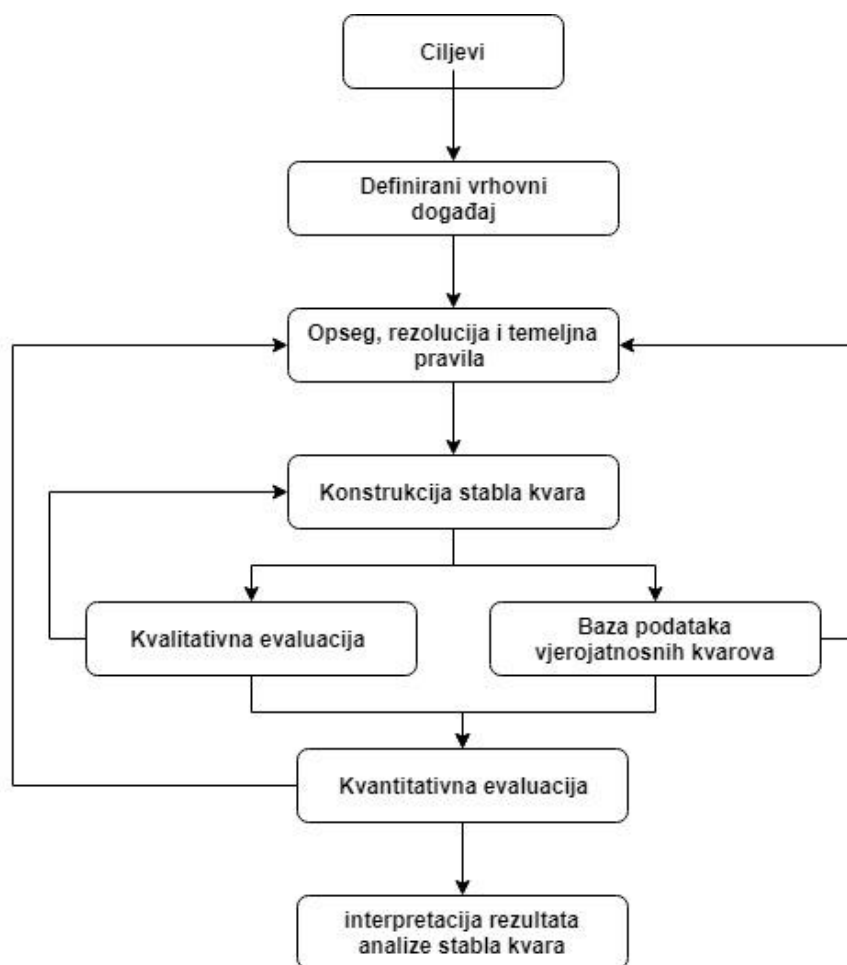 Ciljevi
Definirani vrhovni
događaj
Opseg, rezolucija i temeljna
pravila
Konstrukcija stabla kvara
Kvalitativna evaluacija
Baza podataka
vjerojatnosnih kvarova
Kvantitativna evaluacija
interpretacija rezultata
analize stabla kvara